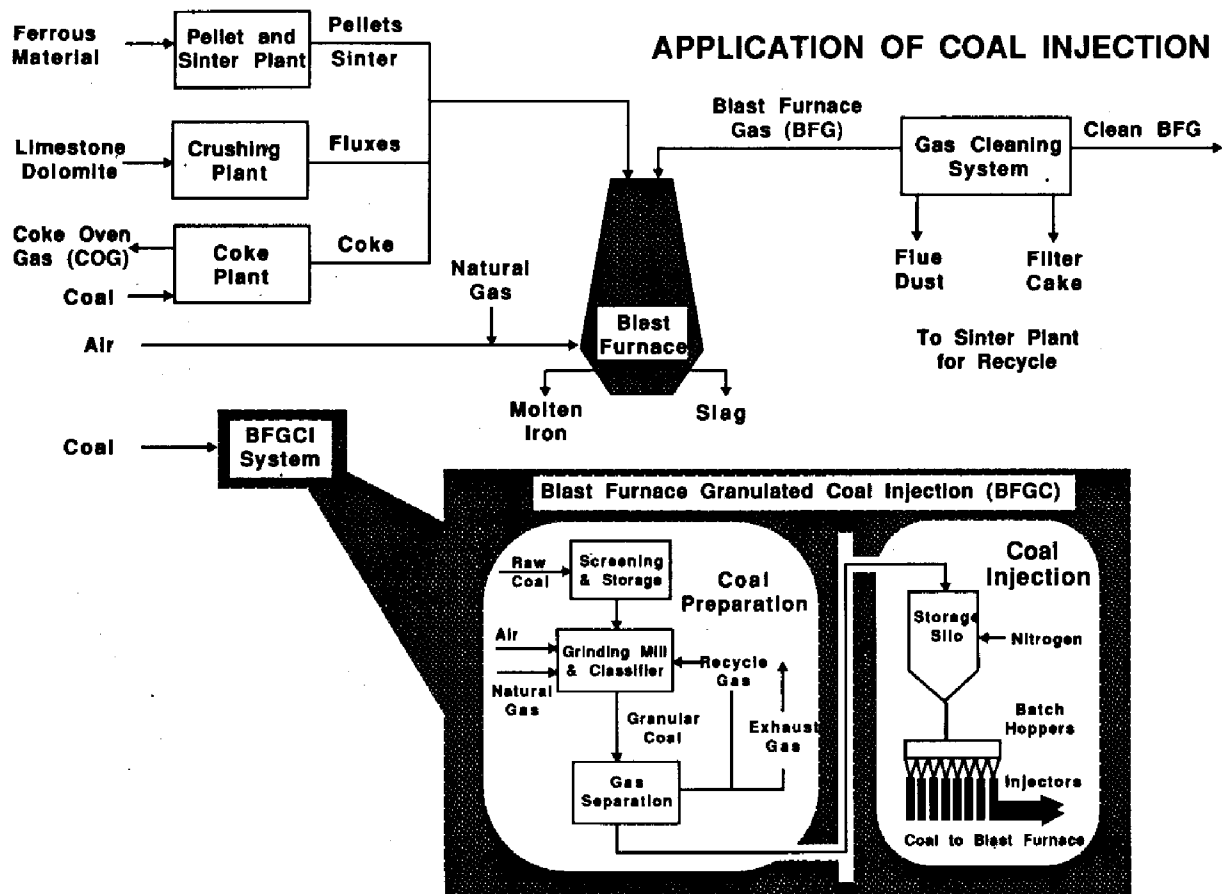 APPLICATION OF COAL INJECTION
Ferrous
Material
Pellet and
Sinter Plant
Pellets
Sinter
Limestone
Dolomite
Crushing
Plant
Fluxes
Coke Oven
Gas (COG)
Coal
Coke
Plant
Coke
Natural
Gas
Air
Blast Furnace
Gas (BFG)
Gas Cleaning
System
Clean BFG
Flue
Dust
Filter
Cake
To Sinter Plant
for Recycle
Blast
Furnace
Molten
Iron
Slag
Coal
BFGCI
System
Blast Furnace Granulated Coal Injection (BFGC)
Raw
Coal
Screening
& Storage
Coal
Preparation
Air
Natural
Gas
Grinding Mill
& Classifier
Recycle
Gas
Granular
Coal
Exhaust
Gas
Gas
Separation
Coal
Injection
Storage
Silo
Nitrogen
Batch
Hoppers
Injectors
Coal to Blast Furnace